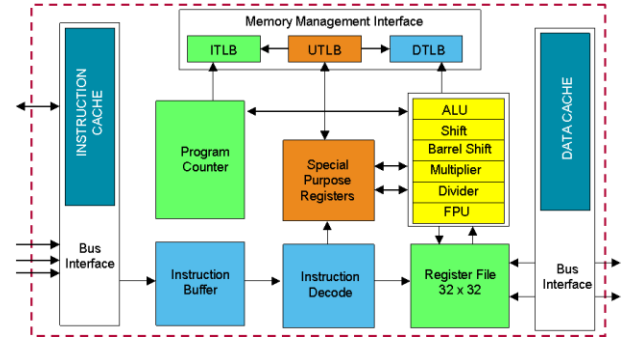 Memory Management Interface
ITLB
UTLB
DTLB
INSTRUCTION
CACHE
DATA CACHE
Program
Counter
Special
Purpose
Registers
ALU
Shift
Barrel Shift
Multiplier
Divider
FPU
Bus
Interface
Instruction
Buffer
Instruction
Decode
Register File
32 x 32
Bus
Interface